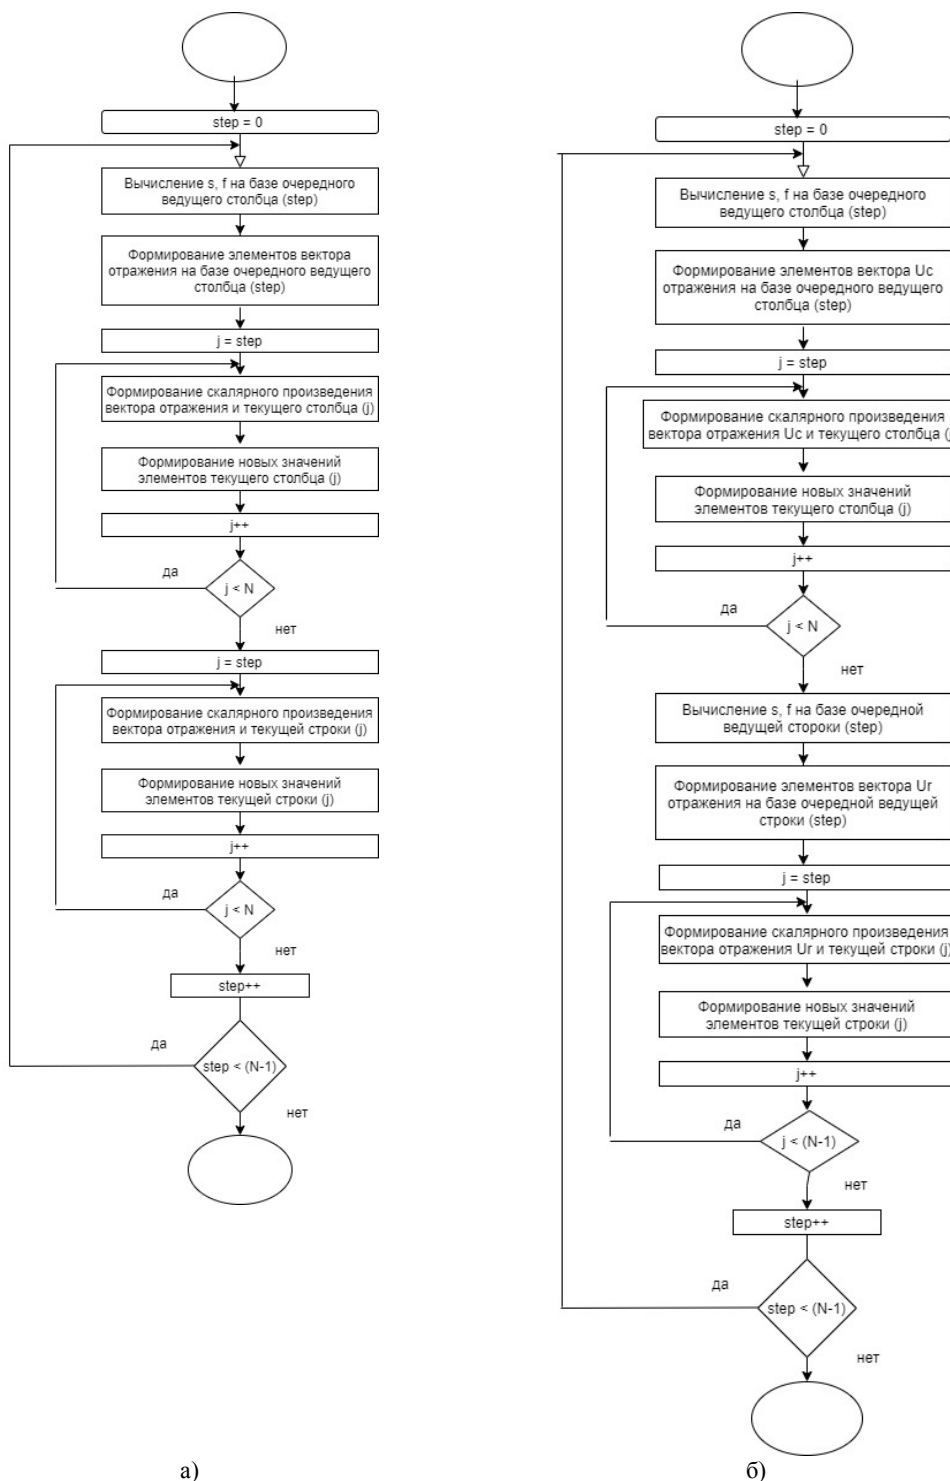 step = 0
Вычисление s, f на базе очередного
ведущего столбца (step)
Формирование элементов вектора
отражения на базе очередного ведущего
столбца (step)
j = step
Формирование скалярного произведения
вектора отражения и текущего столбца (j)
Формирование новых значений
элементов текущего столбца (j)
j++
да
j < N
нет
j = step
Формирование скалярного произведения
вектора отражения и текущей строки (j)
Формирование новых значений
элементов текущей строки (j)
j++
да
j < N
нет
step++
да
step < (N-1)
нет
а)
step = 0
Вычисление s, f на базе очередного
ведущего столбца (step)
Формирование элементов вектора Uc
отражения на базе очередного ведущего
столбца (step)
j = step
Формирование скалярного произведения
вектора отражения Uc и текущего столбца (j
Формирование новых значений
элементов текущего столбца (j)
j++
да
j < N
нет
Вычисление s, f на базе очередной
ведущей стороки (step)
Формирование элементов вектора Ur
отражения на базе очередной ведущей
строки (step)
j = step
Формирование скалярного произведения
вектора отражения Ur и текущей строки (j)
Формирование новых значений
элементов текущей строки (j)
j++
да
j < (N-1)
нет
step++
да
step < (N-1)
нет
б)